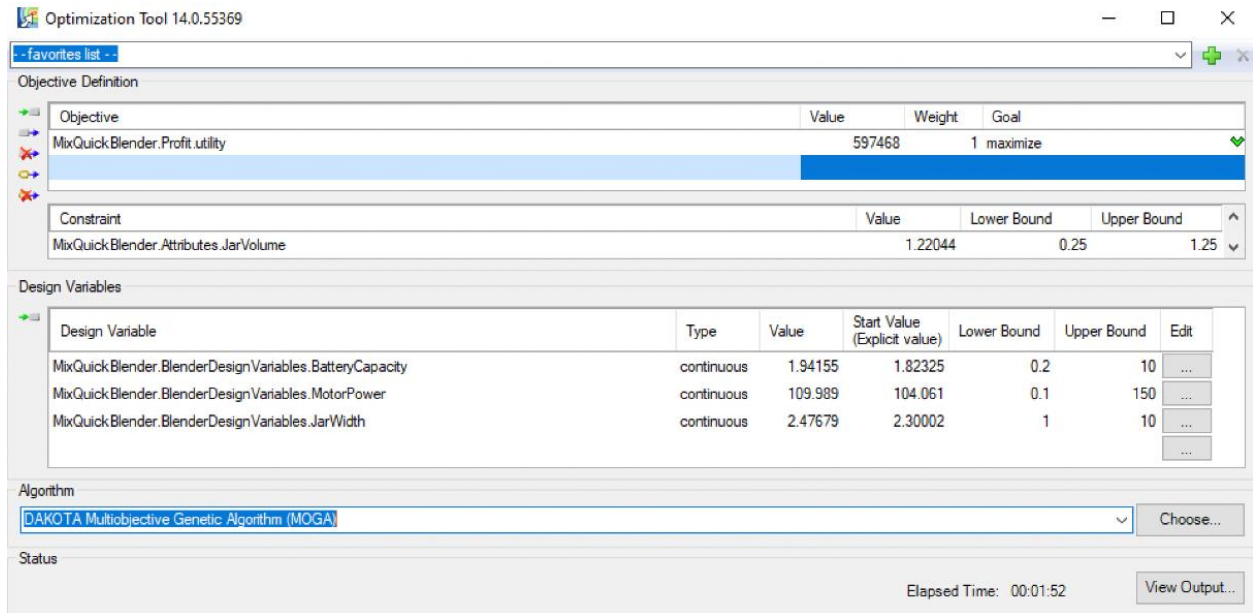 Optimization Tool 14.0.55369
--favorites list--
Objective Definition
Objective Value Weight Goal
MixQuickBlender.Profit.utility 597468 1 maximize
Constraint Value Lower Bound Upper Bound
MixQuickBlender.Attributes.JarVolume 1.22044 0.25 1.25
Design Variables
Design Variable Type Value Start Value (Explicit value) Lower Bound Upper Bound Edit
MixQuickBlender.BlenderDesignVariables.BatteryCapacity continuous 1.94155 1.82325 0.2 10 ...
MixQuickBlender.BlenderDesignVariables.MotorPower continuous 109.989 104.061 0.1 150 ...
MixQuickBlender.BlenderDesignVariables.JarWidth continuous 2.47679 2.30002 1 10 ...
...
Algorithm
DAKOTA Multiobjective Genetic Algorithm (MOGA) Choose...
Status
Elapsed Time: 00:01:52 View Output...